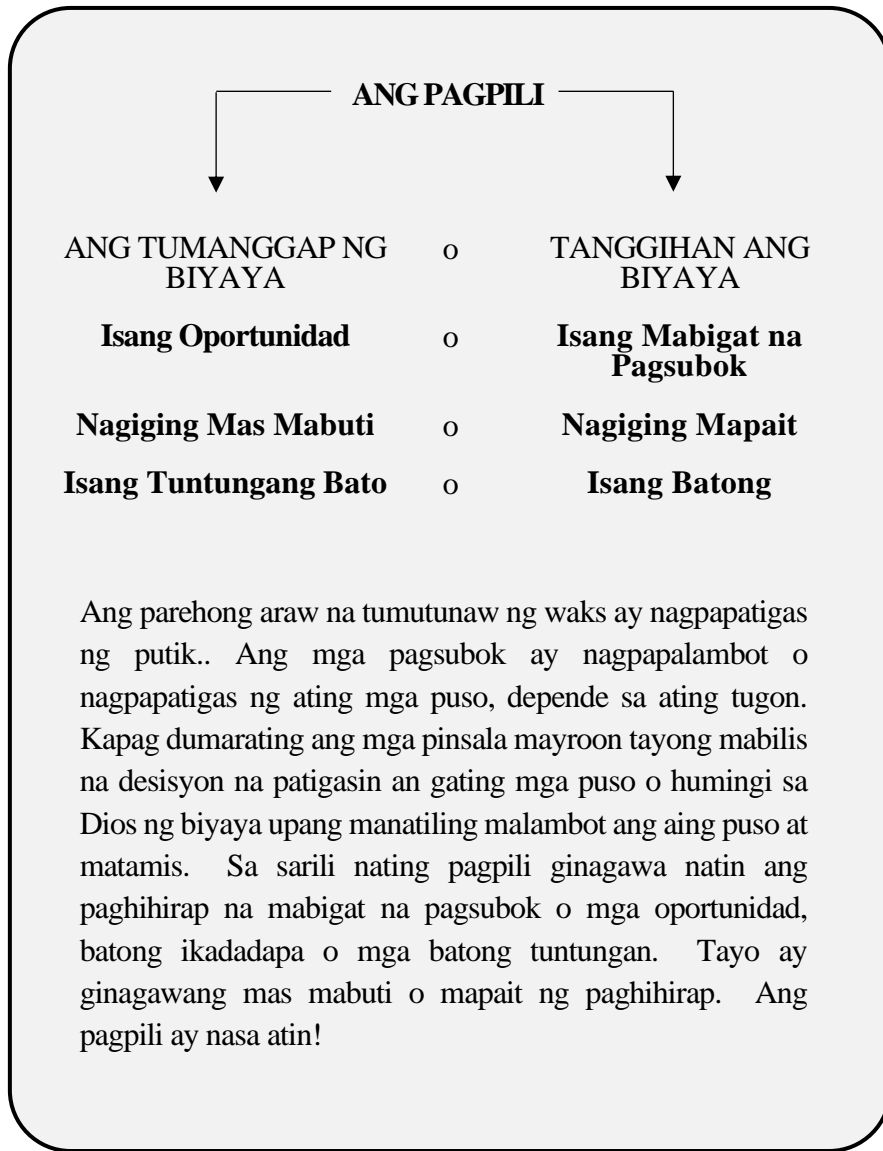 ANG PAGPILI
ANG TUMANGGAP NG BIYAYA o TANGGIHAN ANG BIYAYA
Isang Oportunidad o Isang Mabigat na Pagsubok
Nagiging Mas Mabuti o Nagiging Mapait
Isang Tuntungang Bato o Isang Batong
Ang parehong araw na tumutunaw ng waks ay nagpapatigas
ng putik.. Ang mga pagsubok ay nagpapalambot o
nagpapatigas ng ating mga puso, depende sa ating tugon.
Kapag dumarating ang mga pinsala mayroon tayong mabilis
na desisyon na patigasin an gating mga puso o humingi sa
Dios ng biyaya upang manatiling malambot ang aing puso at
matamis. Sa sarili nating pagpili ginagawa natin ang
paghihirap na mabigat na pagsubok o mga oportunidad,
batong ikadadapa o mga batong tuntungan. Tayo ay
ginagawang mas mabuti o mapait ng paghihirap. Ang
pagpili ay nasa atin!